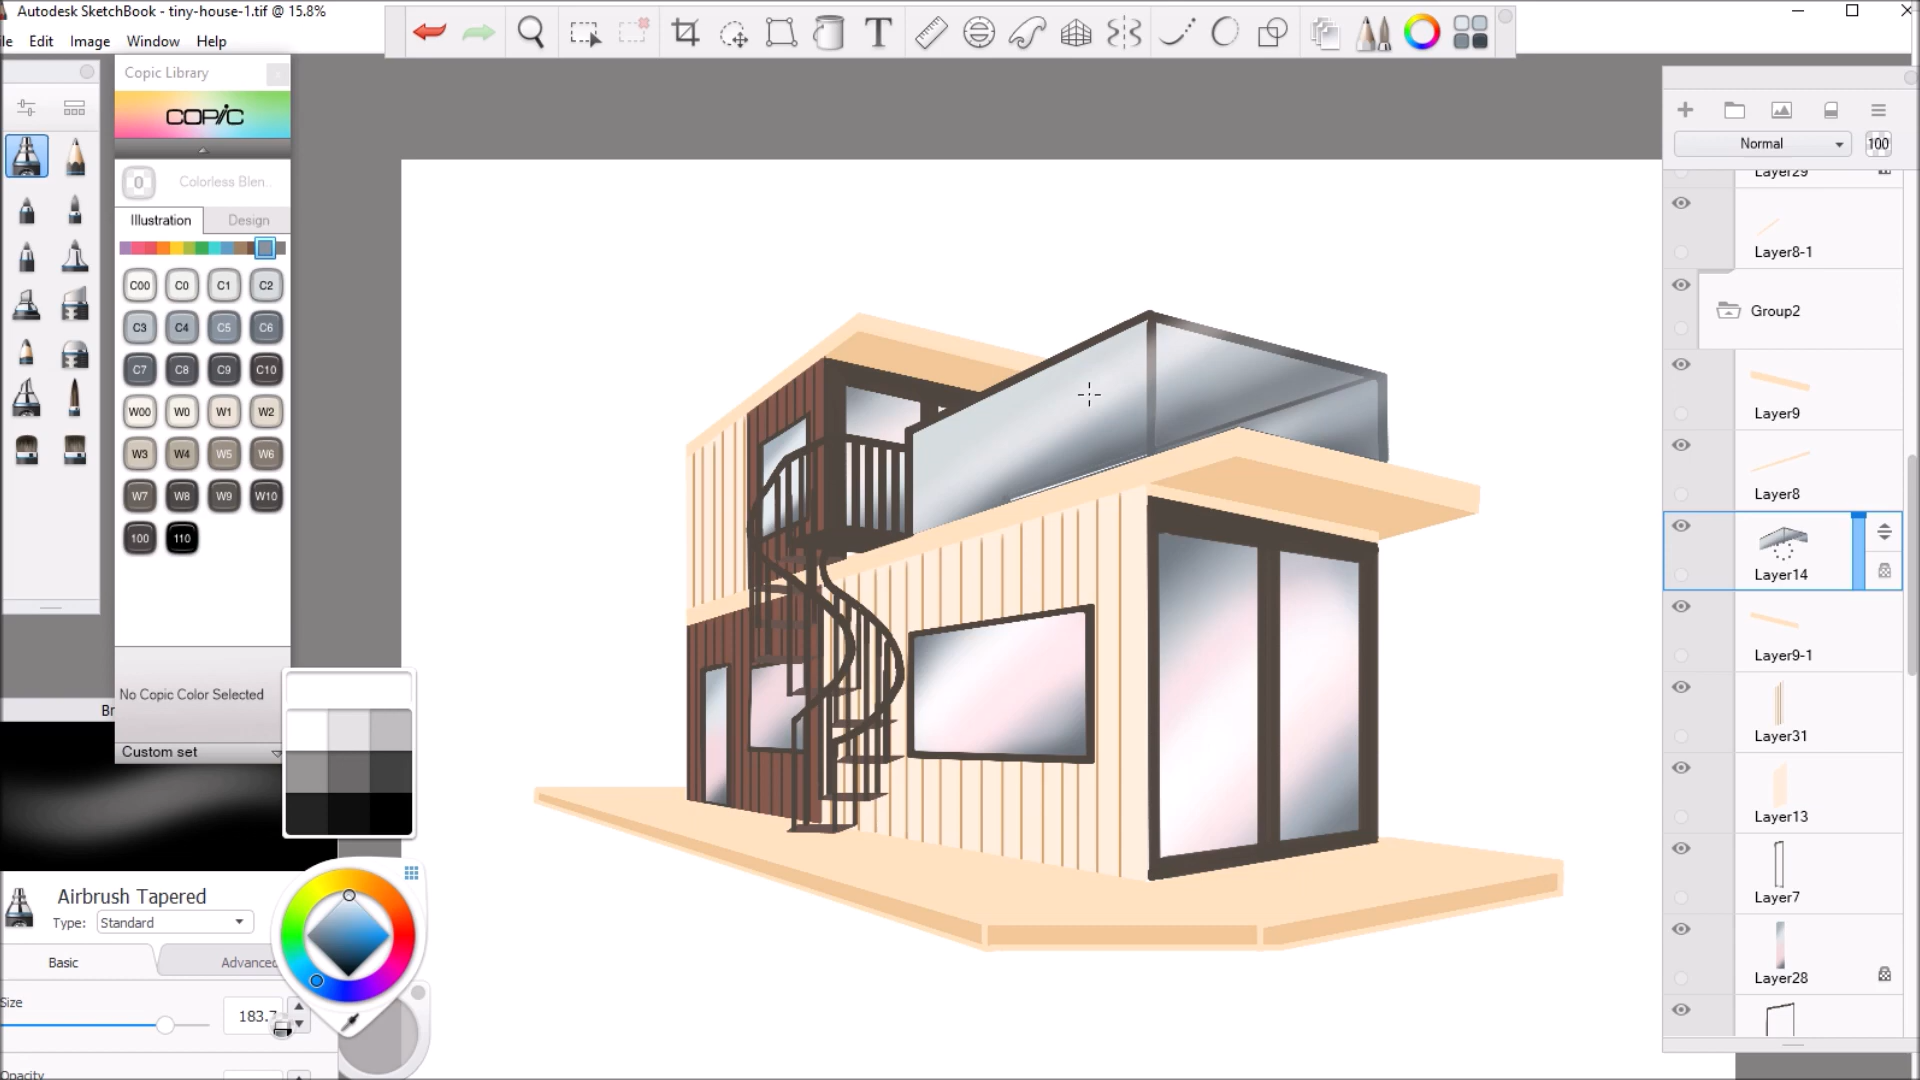 Autodesk SketchBook - tiny-house-1.tif @ 15.8%
ile Edit Image Window Help
T
Copic Library
COPIC
0 Colorless Blen..
Illustration Design
C00 C0 C1 C2
C3 C4 C5 C6
C7 C8 C9 C10
W00 W0 W1 W2
W3 W4 W5 W6
W7 W8 W9 W10
100 110
No Copic Color Selected
Br
Custom set
Airbrush Tapered
Type: Standard
Basic Advanced
Size 183.7
Opacity
Normal 100
Layer29
Layer8-1
Group2
Layer9
Layer8
Layer14
Layer9-1
Layer31
Layer13
Layer7
Layer28